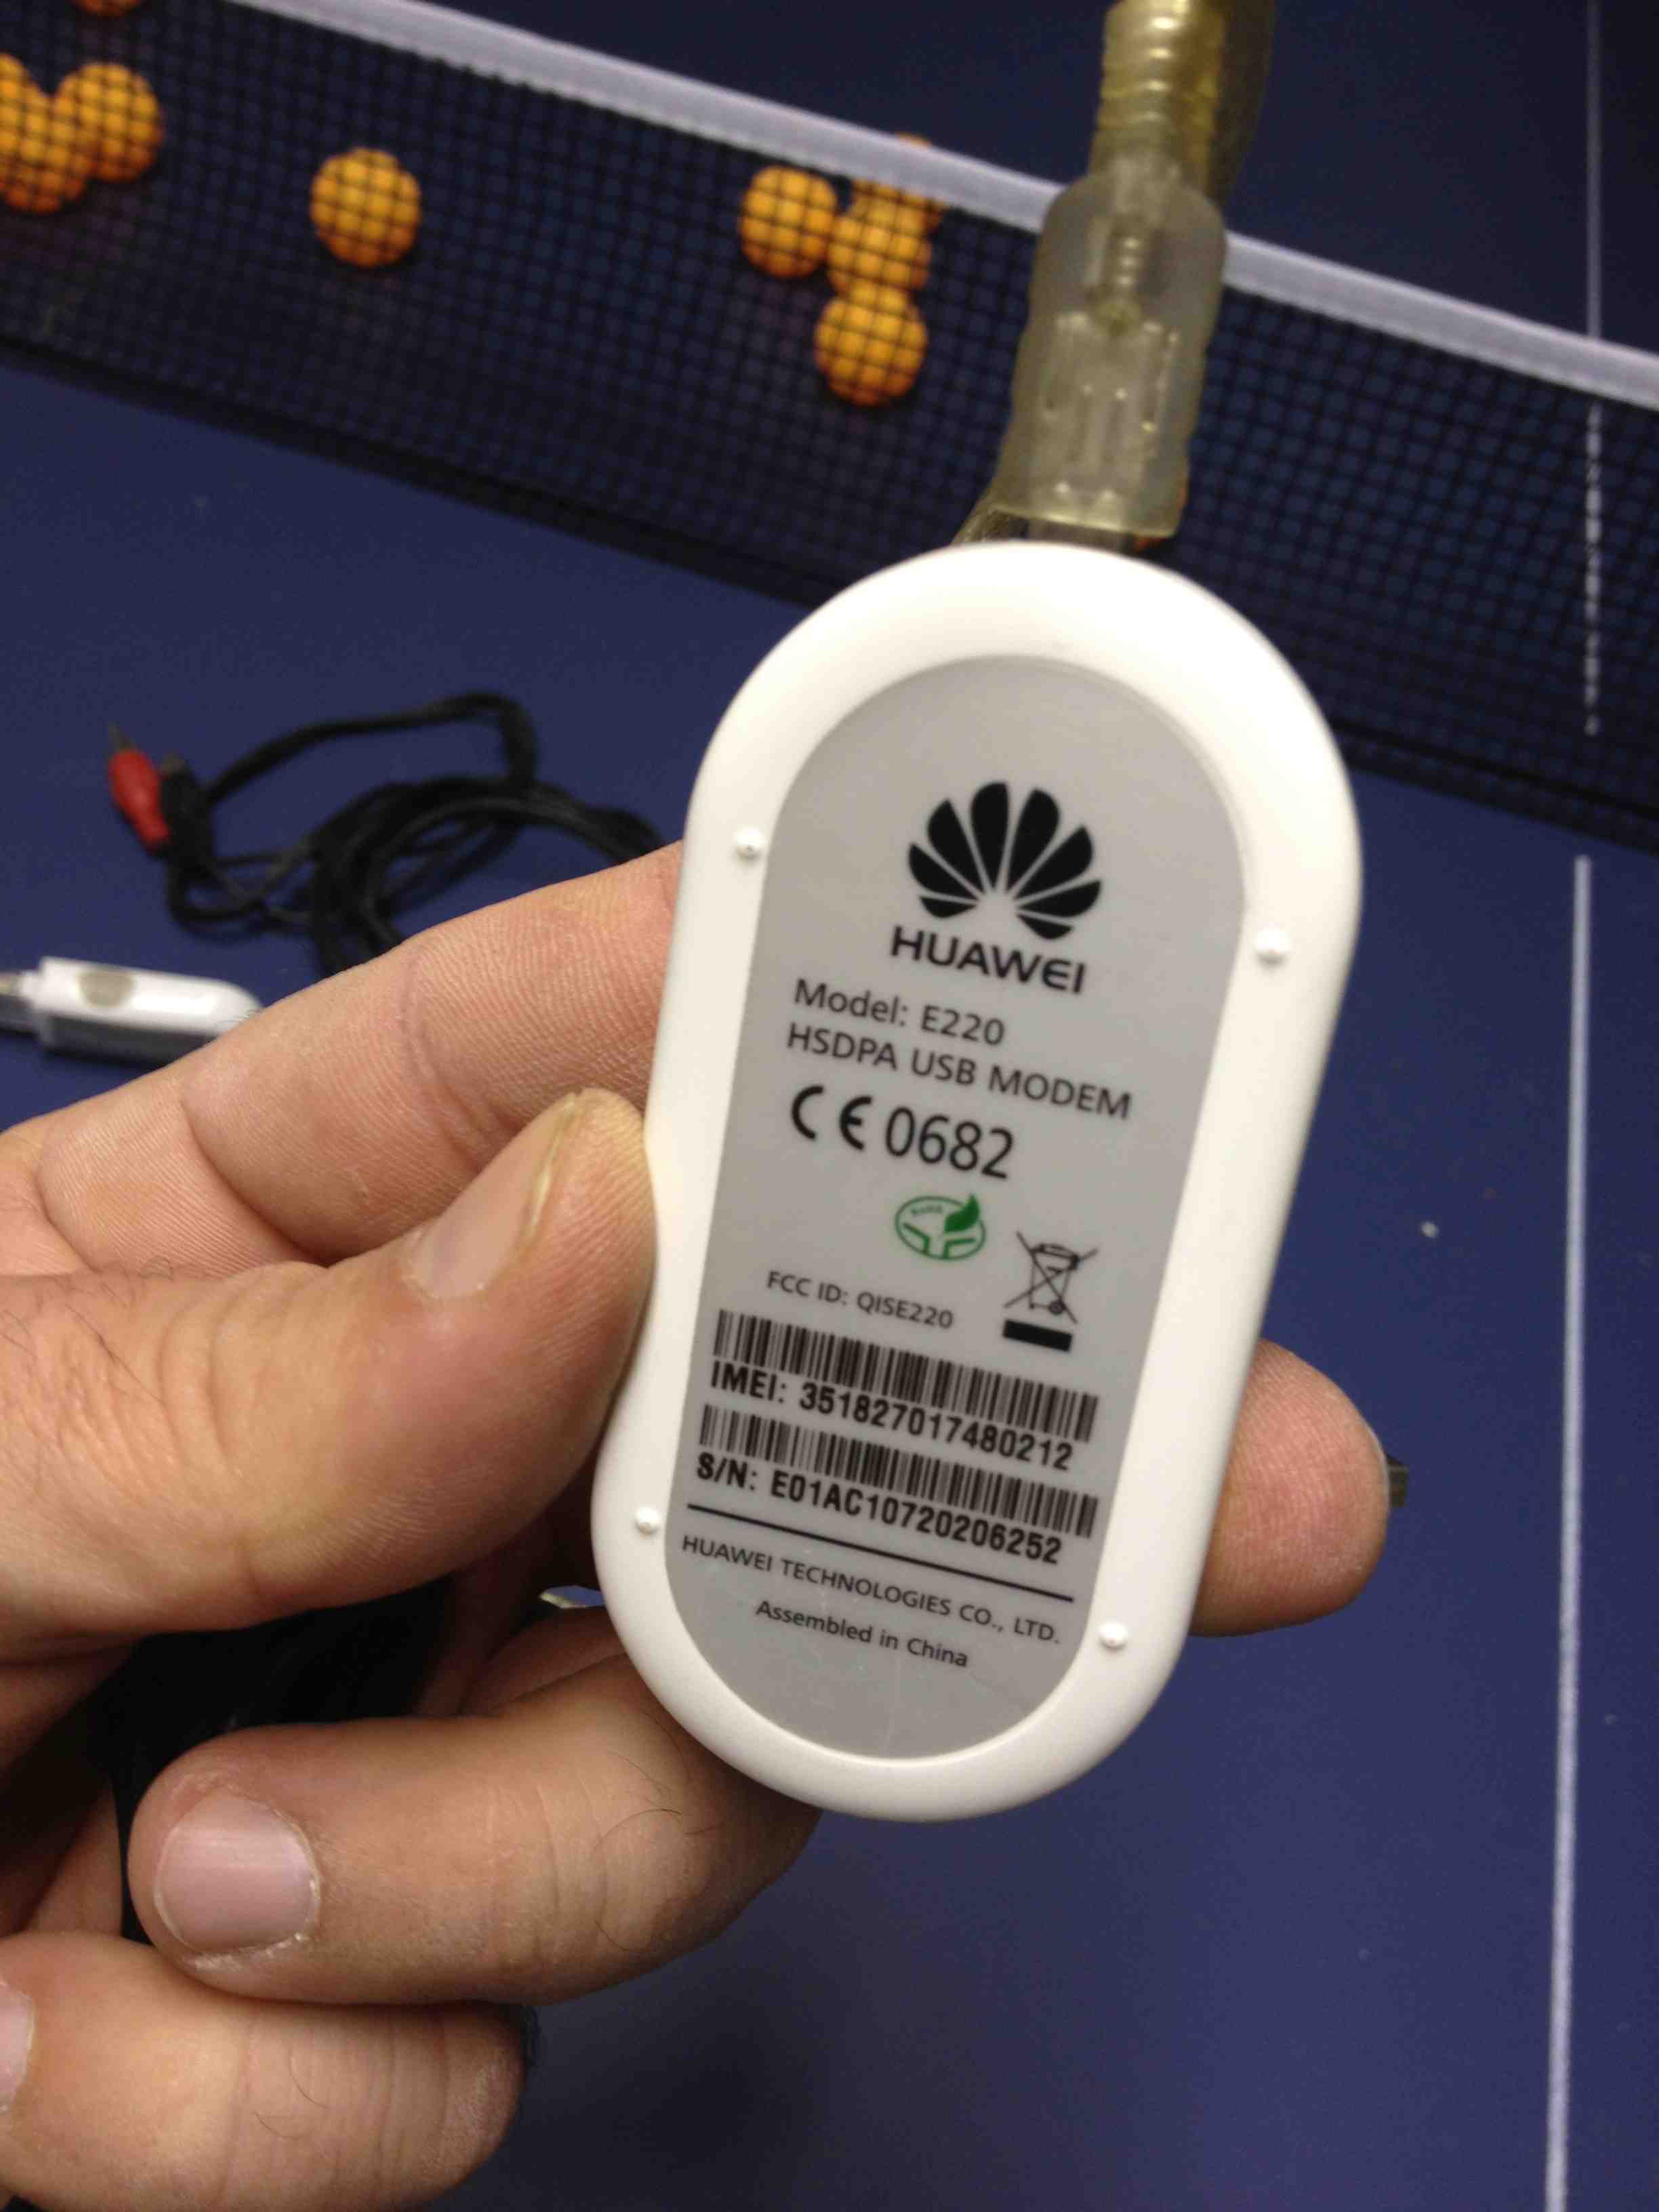 HUAWEI
Model: E220
HSDPA USB MODEM
CE 0682
RoHS
FCC ID: QISE220
IMEI: 351827017480212
S/N: E01AC10720206252
HUAWEI TECHNOLOGIES CO., LTD.
Assembled in China